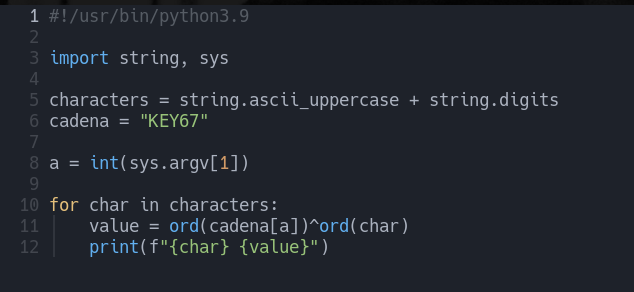 1 #!/usr/bin/python3.9
2
3 import string, sys
4
5 characters = string.ascii_uppercase + string.digits
6 cadena = "KEY67"
7
8 a = int(sys.argv[1])
9
10 for char in characters:
11     value = ord(cadena[a])^ord(char)
12     print(f"{char} {value}")